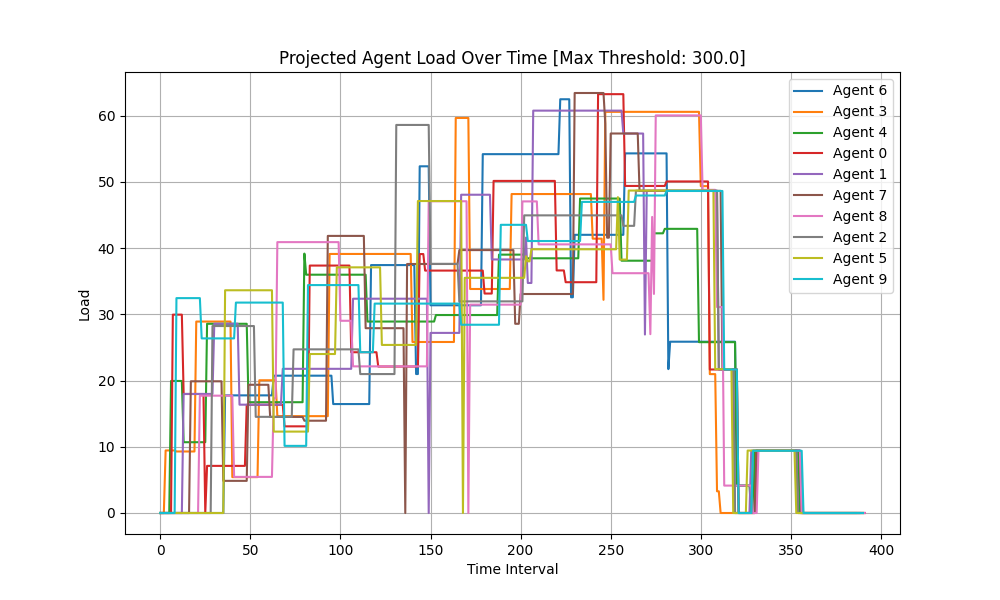 Projected Agent Load Over Time [Max Threshold: 300.0]
Agent 6
Agent 3
Agent 4
Agent 0
Agent 1
Agent 7
Agent 8
Agent 2
Agent 5
Agent 9
Load
60
50
40
30
20
10
0
0 50 100 150 200 250 300 350 400
Time Interval